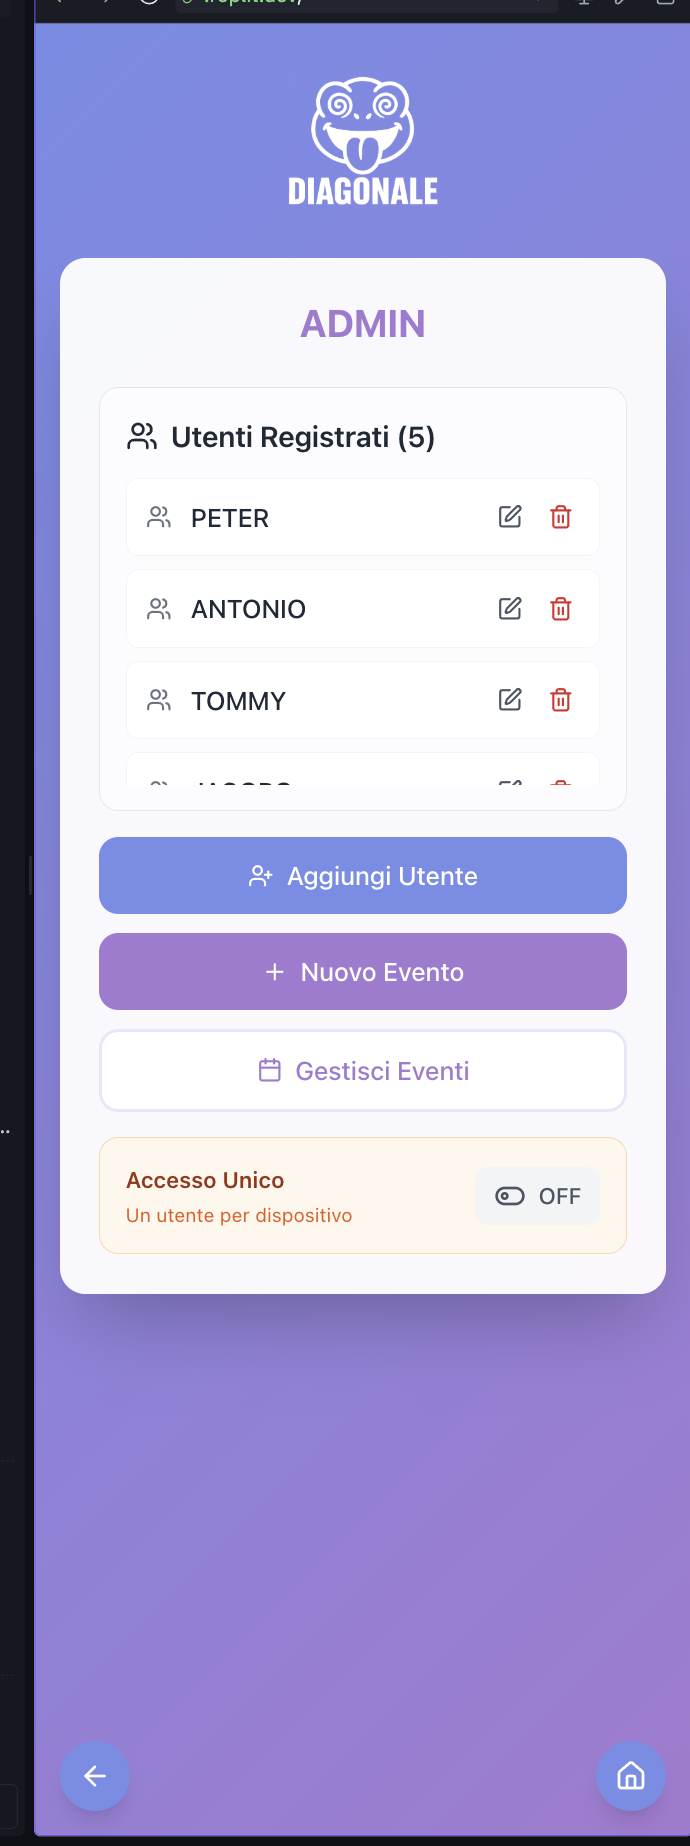 DIAGONALE
ADMIN
Utenti Registrati (5)
PETER
ANTONIO
TOMMY
Aggiungi Utente
Nuovo Evento
Gestisci Eventi
Accesso Unico
OFF
Un utente per dispositivo